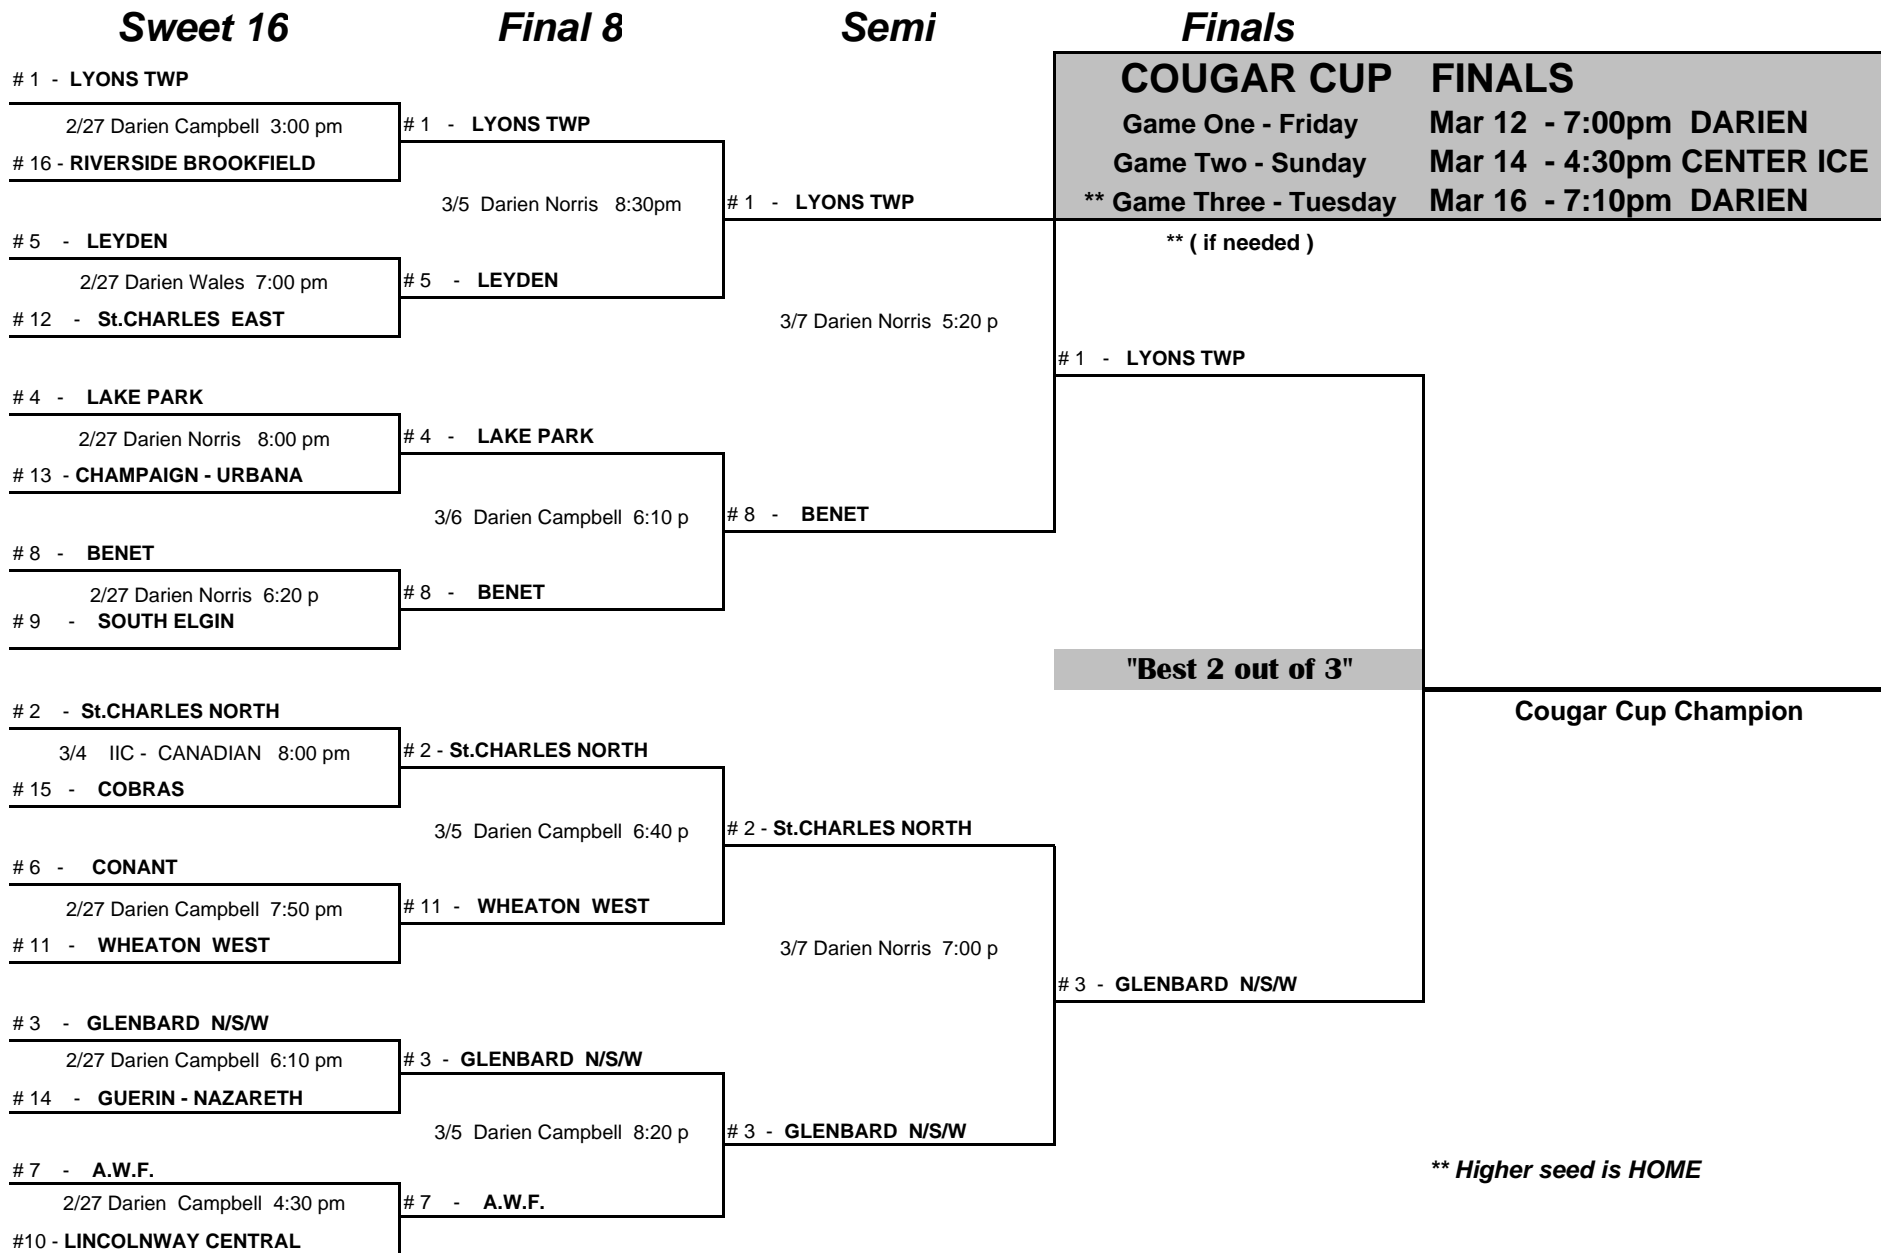 Sweet 16 Final 8 Semi Finals
COUGAR CUP FINALS
Game One - Friday Mar 12 - 7:00pm DARIEN
Game Two - Sunday Mar 14 - 4:30pm CENTER ICE
** Game Three - Tuesday Mar 16 - 7:10pm DARIEN
** ( if needed )
# 1 - LYONS TWP
2/27 Darien Campbell 3:00 pm
# 16 - RIVERSIDE BROOKFIELD
# 5 - LEYDEN
2/27 Darien Wales 7:00 pm
# 12 - St.CHARLES EAST
# 4 - LAKE PARK
2/27 Darien Norris 8:00 pm
# 13 - CHAMPAIGN - URBANA
# 8 - BENET
2/27 Darien Norris 6:20 p
# 9 - SOUTH ELGIN
# 2 - St.CHARLES NORTH
3/4 IIC - CANADIAN 8:00 pm
# 15 - COBRAS
# 6 - CONANT
2/27 Darien Campbell 7:50 pm
# 11 - WHEATON WEST
# 3 - GLENBARD N/S/W
2/27 Darien Campbell 6:10 pm
# 14 - GUERIN - NAZARETH
# 7 - A.W.F.
2/27 Darien Campbell 4:30 pm
#10 - LINCOLNWAY CENTRAL
# 1 - LYONS TWP
3/5 Darien Norris 8:30pm
# 5 - LEYDEN
# 4 - LAKE PARK
3/6 Darien Campbell 6:10 p
# 8 - BENET
# 2 - St.CHARLES NORTH
3/5 Darien Campbell 6:40 p
# 11 - WHEATON WEST
# 3 - GLENBARD N/S/W
3/5 Darien Campbell 8:20 p
# 7 - A.W.F.
# 1 - LYONS TWP
3/7 Darien Norris 5:20 p
# 8 - BENET
# 2 - St.CHARLES NORTH
3/7 Darien Norris 7:00 p
# 3 - GLENBARD N/S/W
# 1 - LYONS TWP
"Best 2 out of 3"
# 3 - GLENBARD N/S/W
Cougar Cup Champion
** Higher seed is HOME